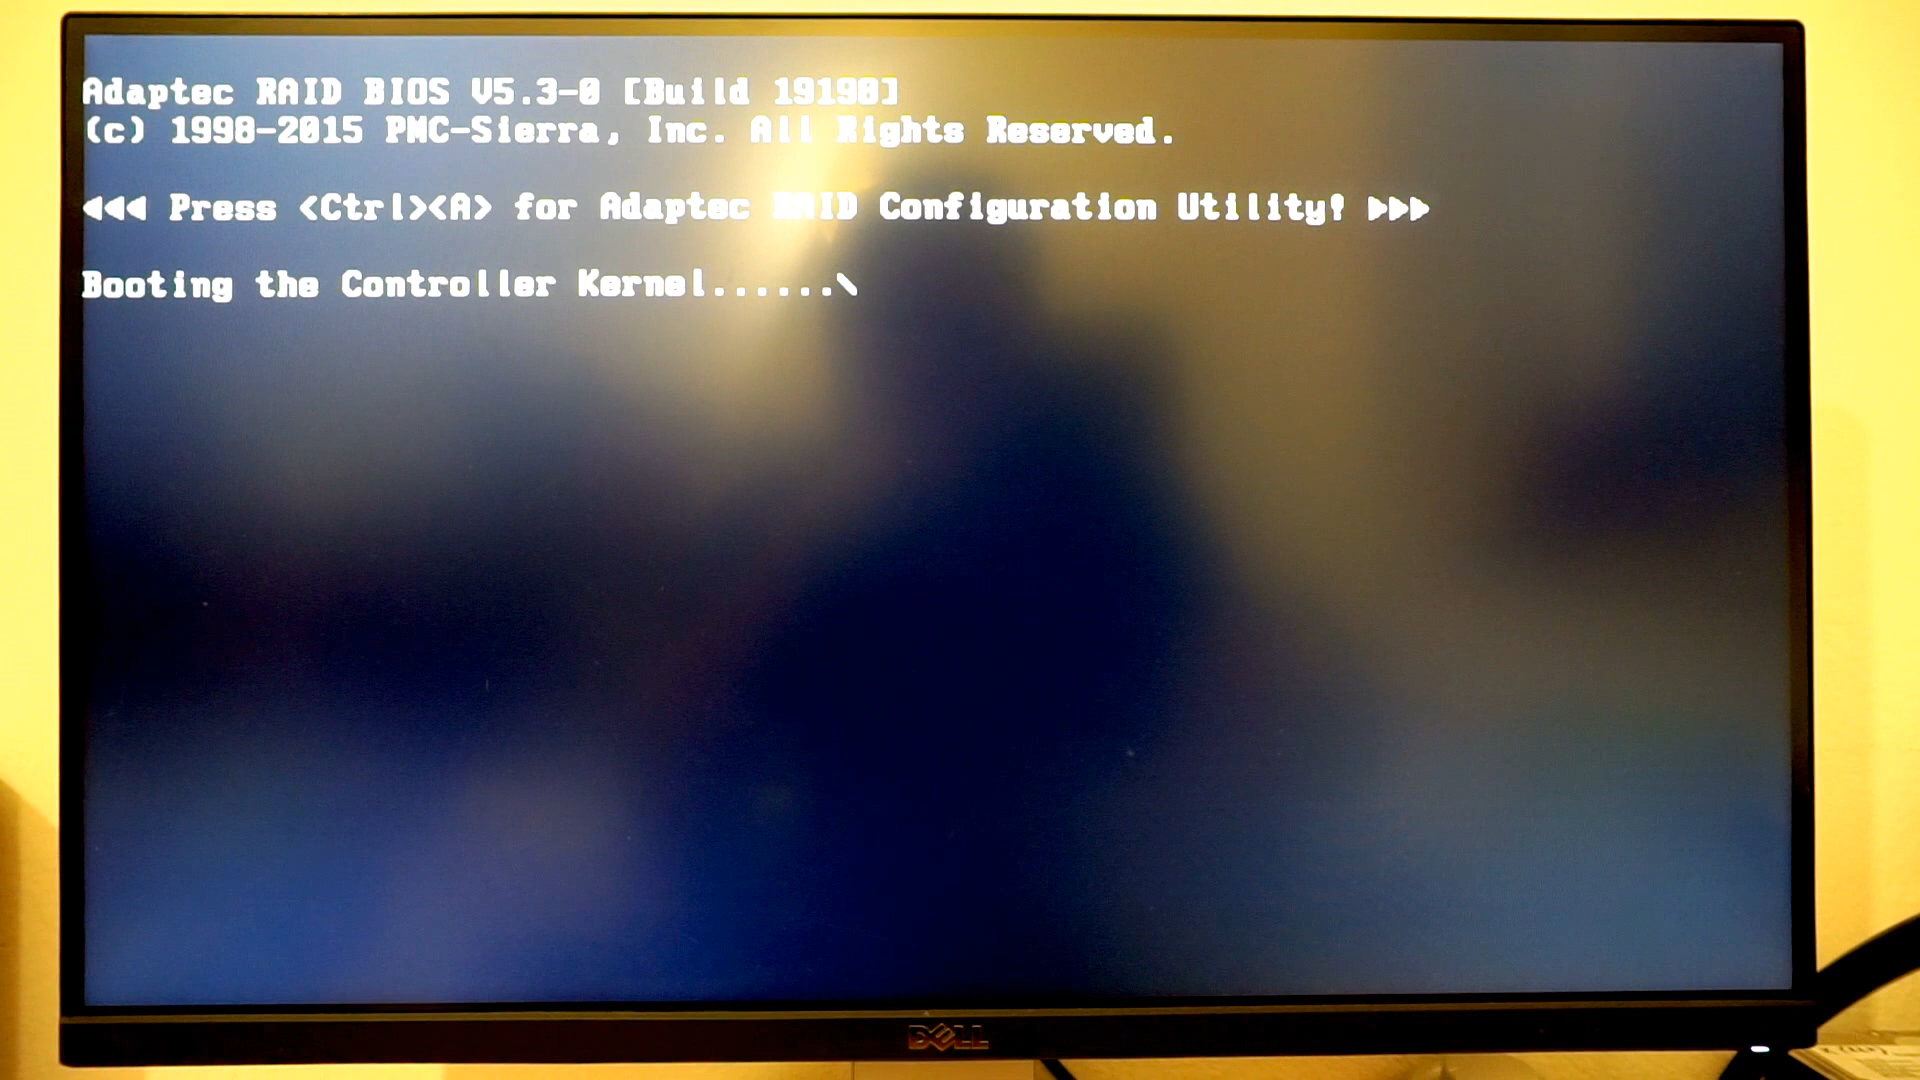 Adaptec RAID BIOS V5.3-0 [Build 19198]
(c) 1998-2015 PMC-Sierra, Inc. All Rights Reserved.
◄◄◄ Press <Ctrl><A> for Adaptec RAID Configuration Utility! ►►►
Booting the Controller Kernel......\
DELL